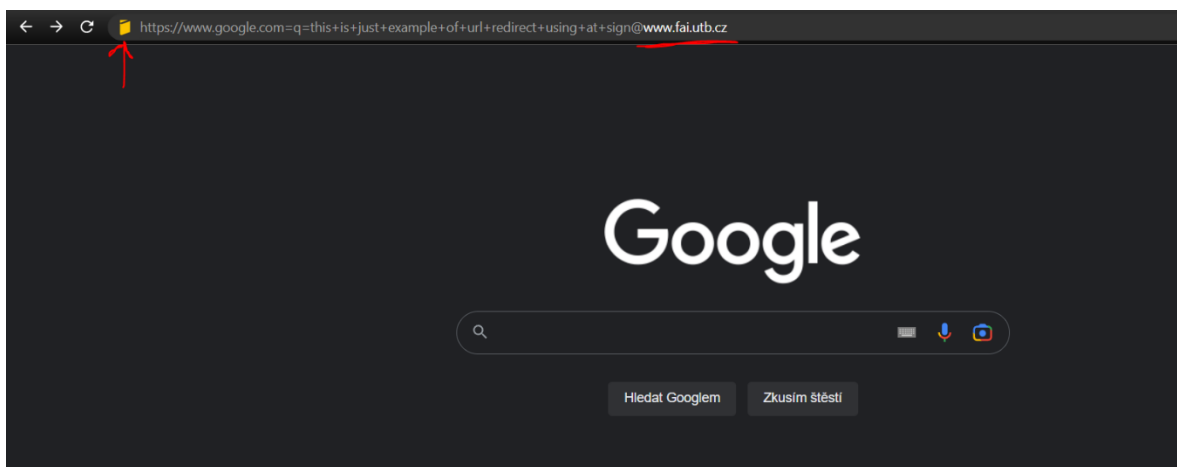 https://www.google.com=q=this+is+just+example+of+url+redirect+using+at+sign@www.fai.utb.cz
Google
Hledat Googlem Zkusím štěstí